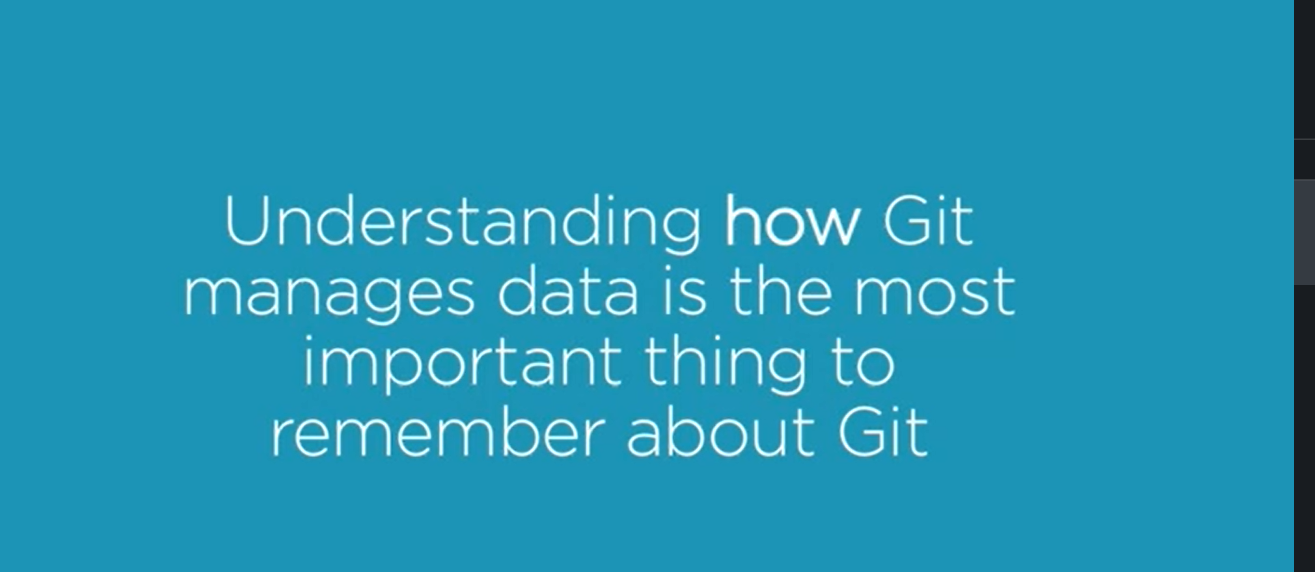 Understanding how Git
manages data is the most
important thing to
remember about Git